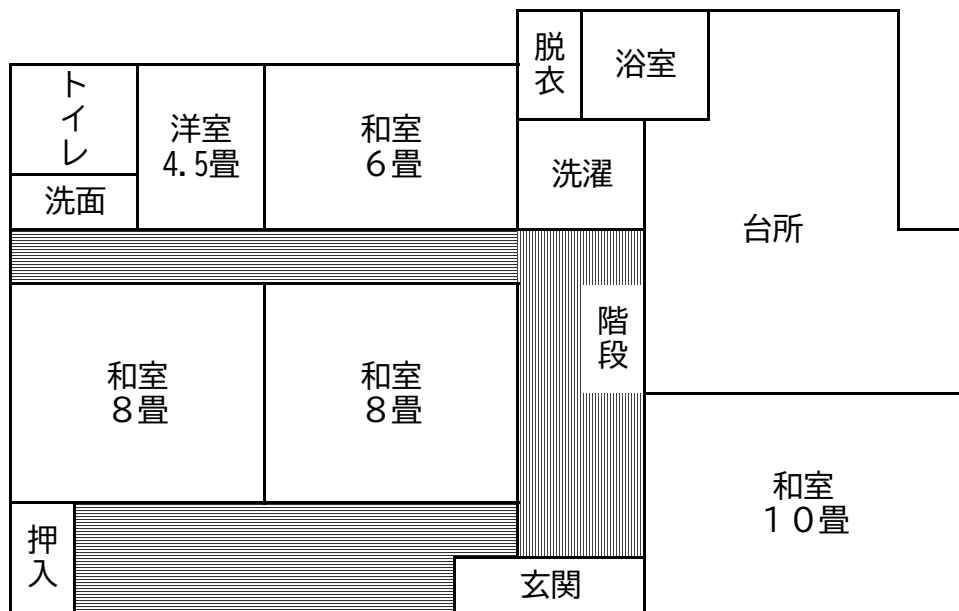 脱衣
浴室
トイレ
洋室
4.5畳
和室
６畳
洗濯
洗面
台所
階段
和室
８畳
和室
８畳
和室
１０畳
押入
玄関